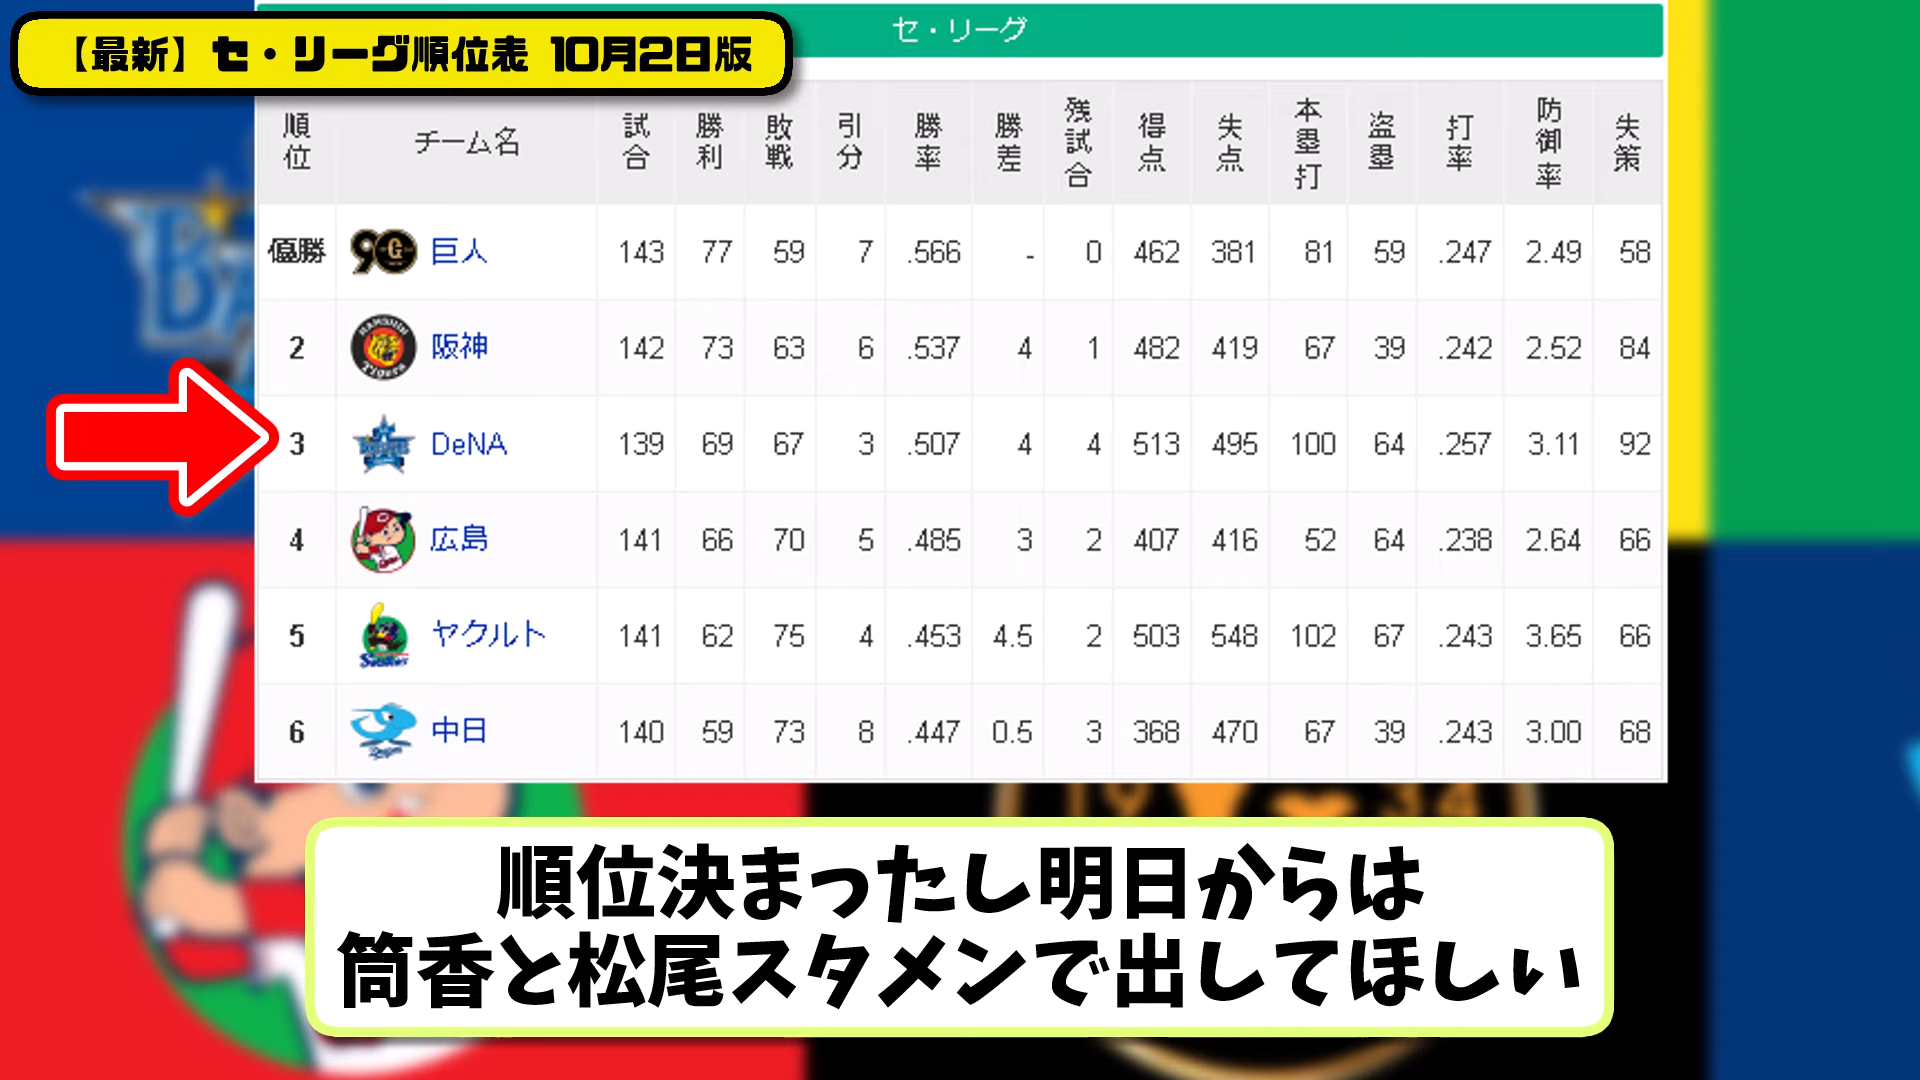 【最新】セ・リーグ順位表 10月2日版
セ・リーグ
順位 チーム名 試合 勝利 敗戦 引分 勝率 勝差 残試合 得点 失点 本塁打 盗塁 打率 防御率 失策
優勝 巨人 143 77 59 7 .566 - 0 462 381 81 59 .247 2.49 58
2 阪神 142 73 63 6 .537 4 1 482 419 67 39 .242 2.52 84
3 DeNA 139 69 67 3 .507 4 4 513 495 100 64 .257 3.11 92
4 広島 141 66 70 5 .485 3 2 407 416 52 64 .238 2.64 66
5 ヤクルト 141 62 75 4 .453 4.5 2 503 548 102 67 .243 3.65 66
6 中日 140 59 73 8 .447 0.5 3 368 470 67 39 .243 3.00 68
順位決まったし明日からは
筒香と松尾スタメンで出してほしい